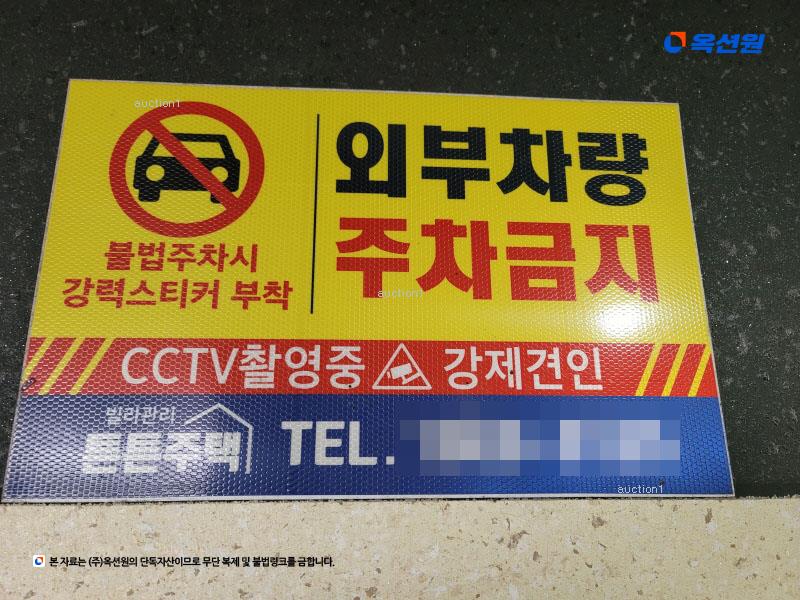 옥션원
auction1
외부차량
주차금지
불법주차시
강력스티커 부착
auction1
CCTV촬영중
강제견인
빌라관리
튼튼주택
TEL.
auction1
본 자료는 (주)옥션원의 단독자산이므로 무단 복제 및 불법링크를 금합니다.